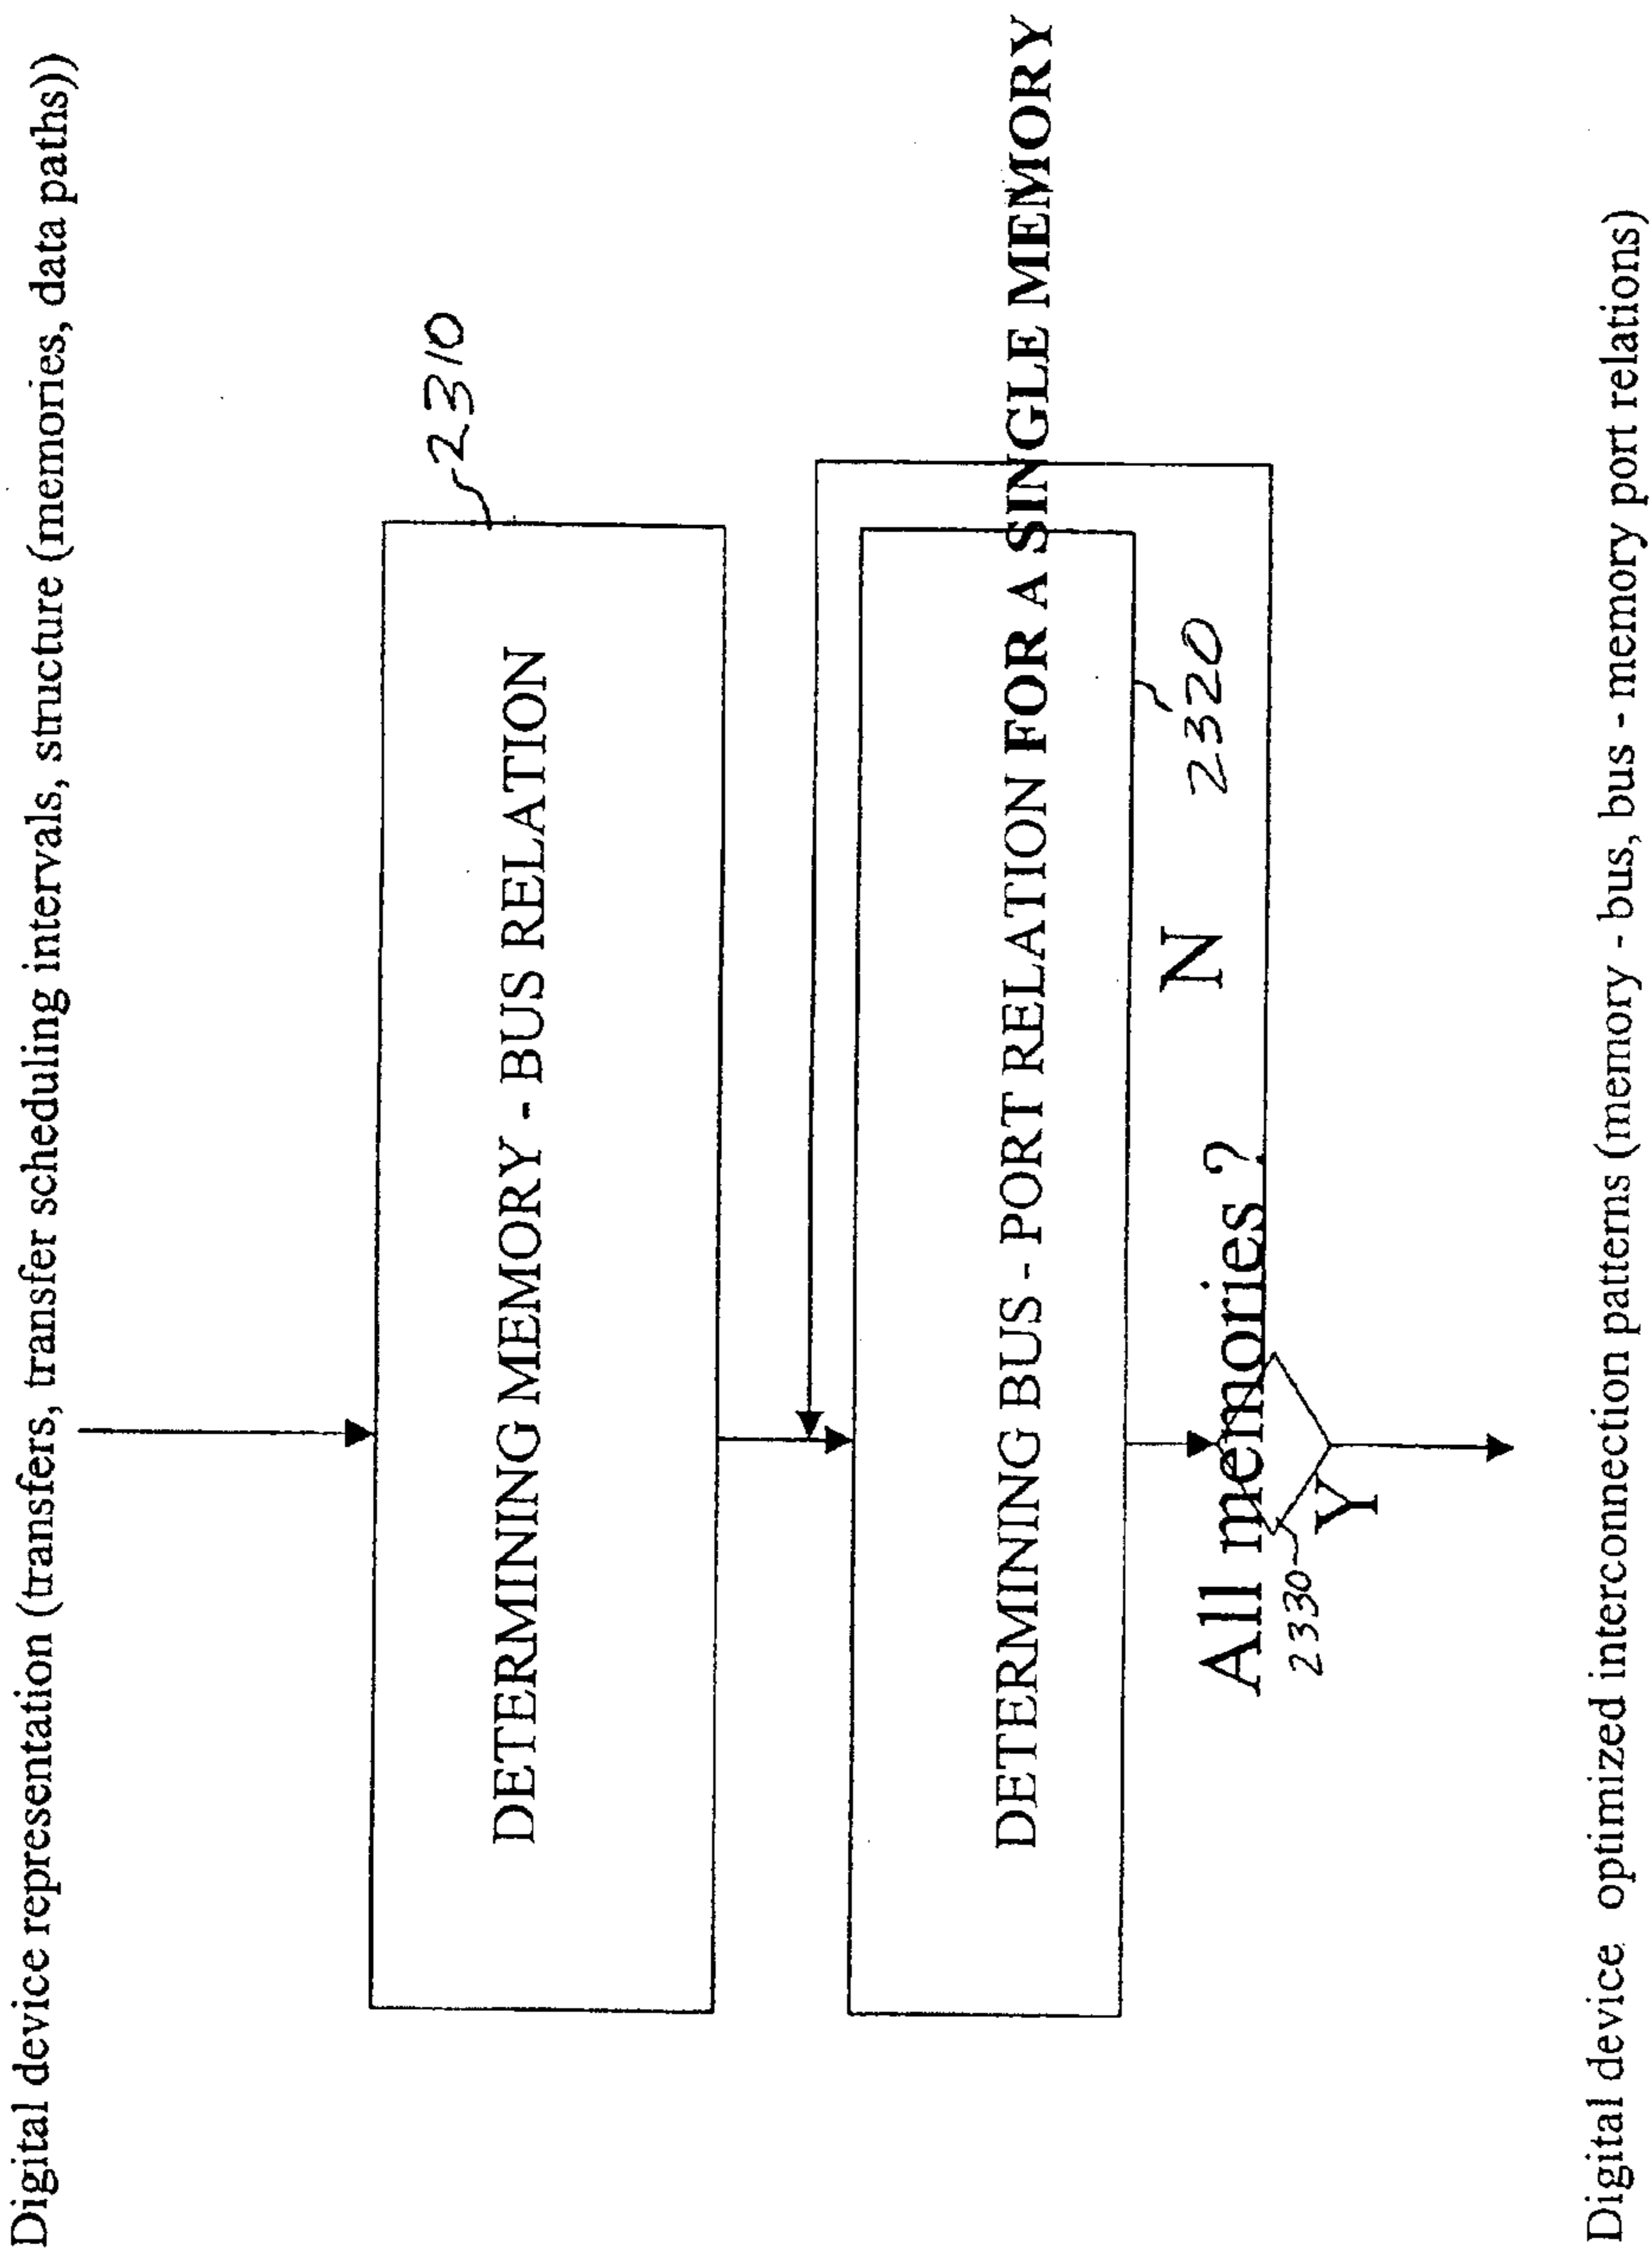 Digital device representation (transfers, transfer scheduling intervals, structure (memories, data paths))
2310
DETERMINING MEMORY - BUS RELATION
DETERMINING BUS - PORT RELATION FOR A SINGLE MEMORY
2320
N
All memories ?
2330
Y
Digital device optimized interconnection patterns (memory - bus, bus - memory port relations)